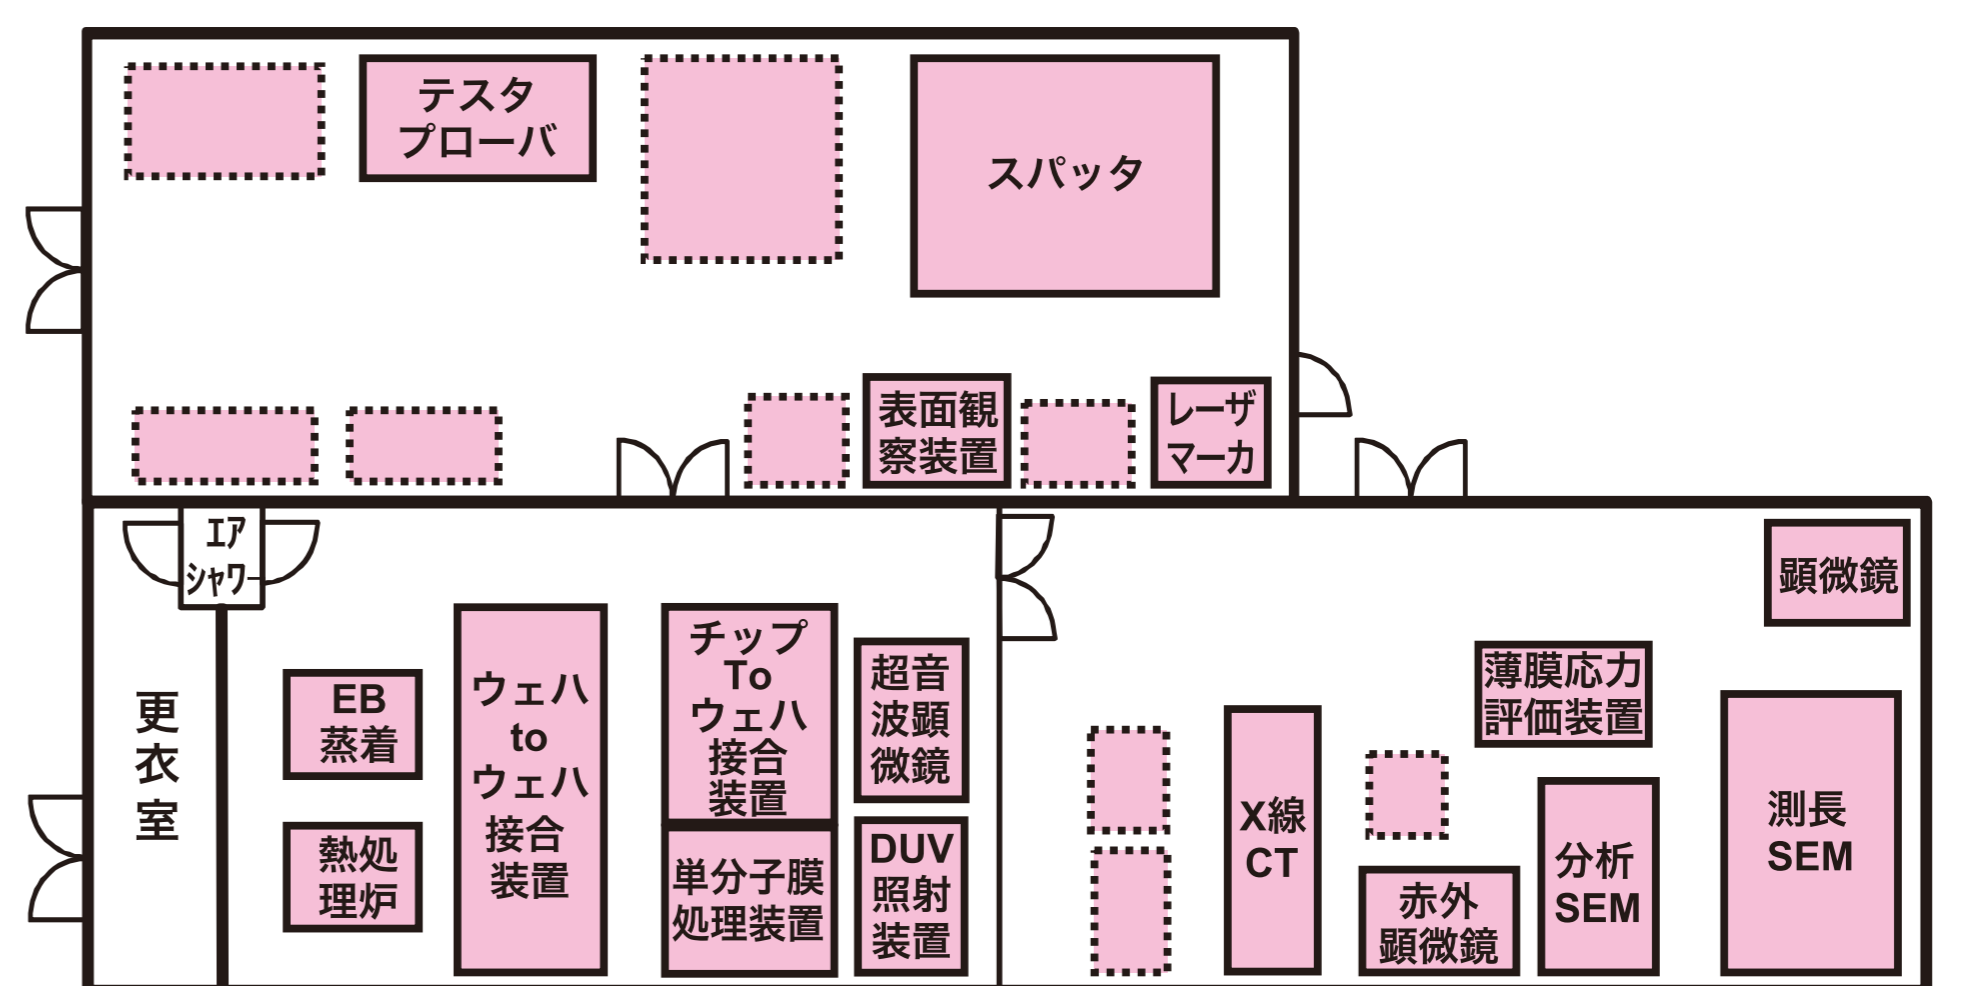 テスタ
プローバ
スパッタ
表面観
察装置
レーザ
マーカ
エア
シャワー
更
衣
室
EB
蒸着
熱処
理炉
ウェハ
to
ウェハ
接合
装置
チップ
To
ウェハ
接合
装置
単分子膜
処理装置
超音
波顕
微鏡
DUV
照射
装置
X線
CT
顕微鏡
薄膜応力
評価装置
赤外
顕微鏡
分析
SEM
測長
SEM